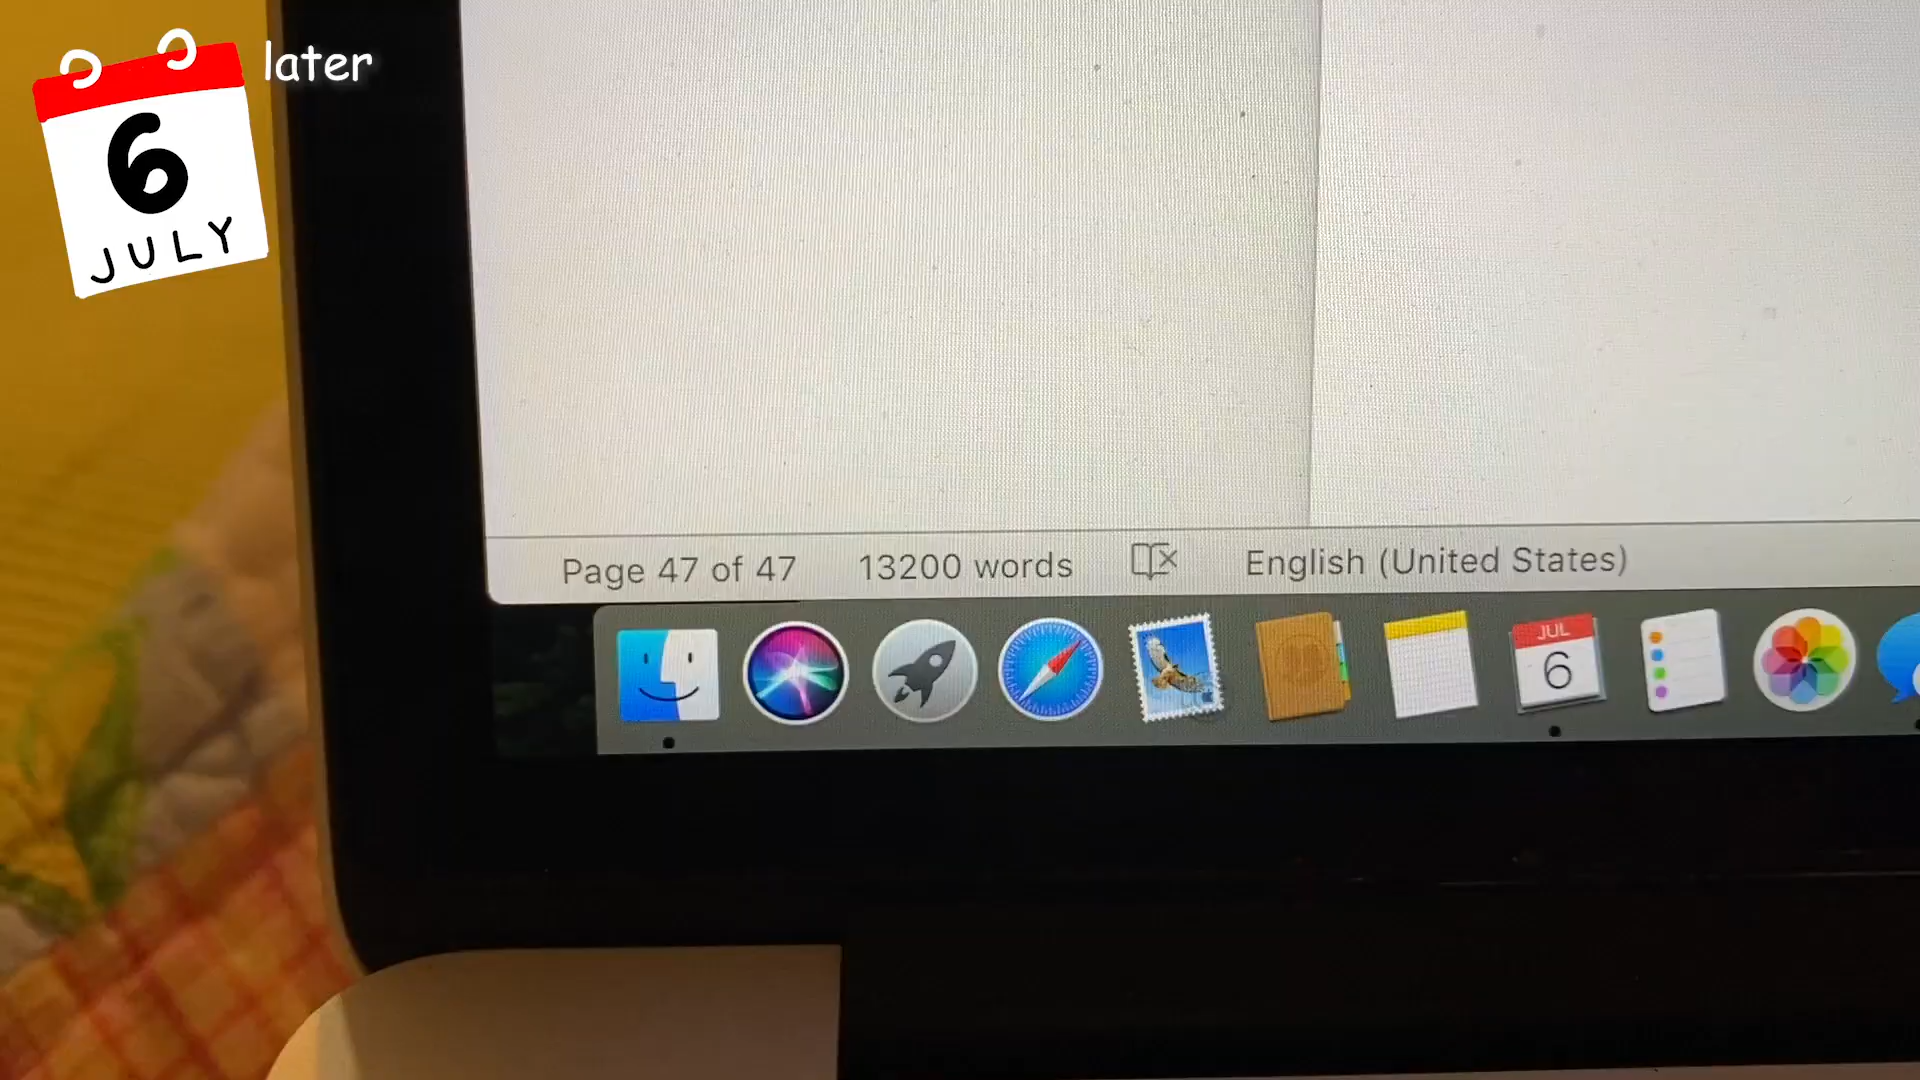 later
6
JULY
Page 47 of 47 13200 words English (United States)
JUL
6